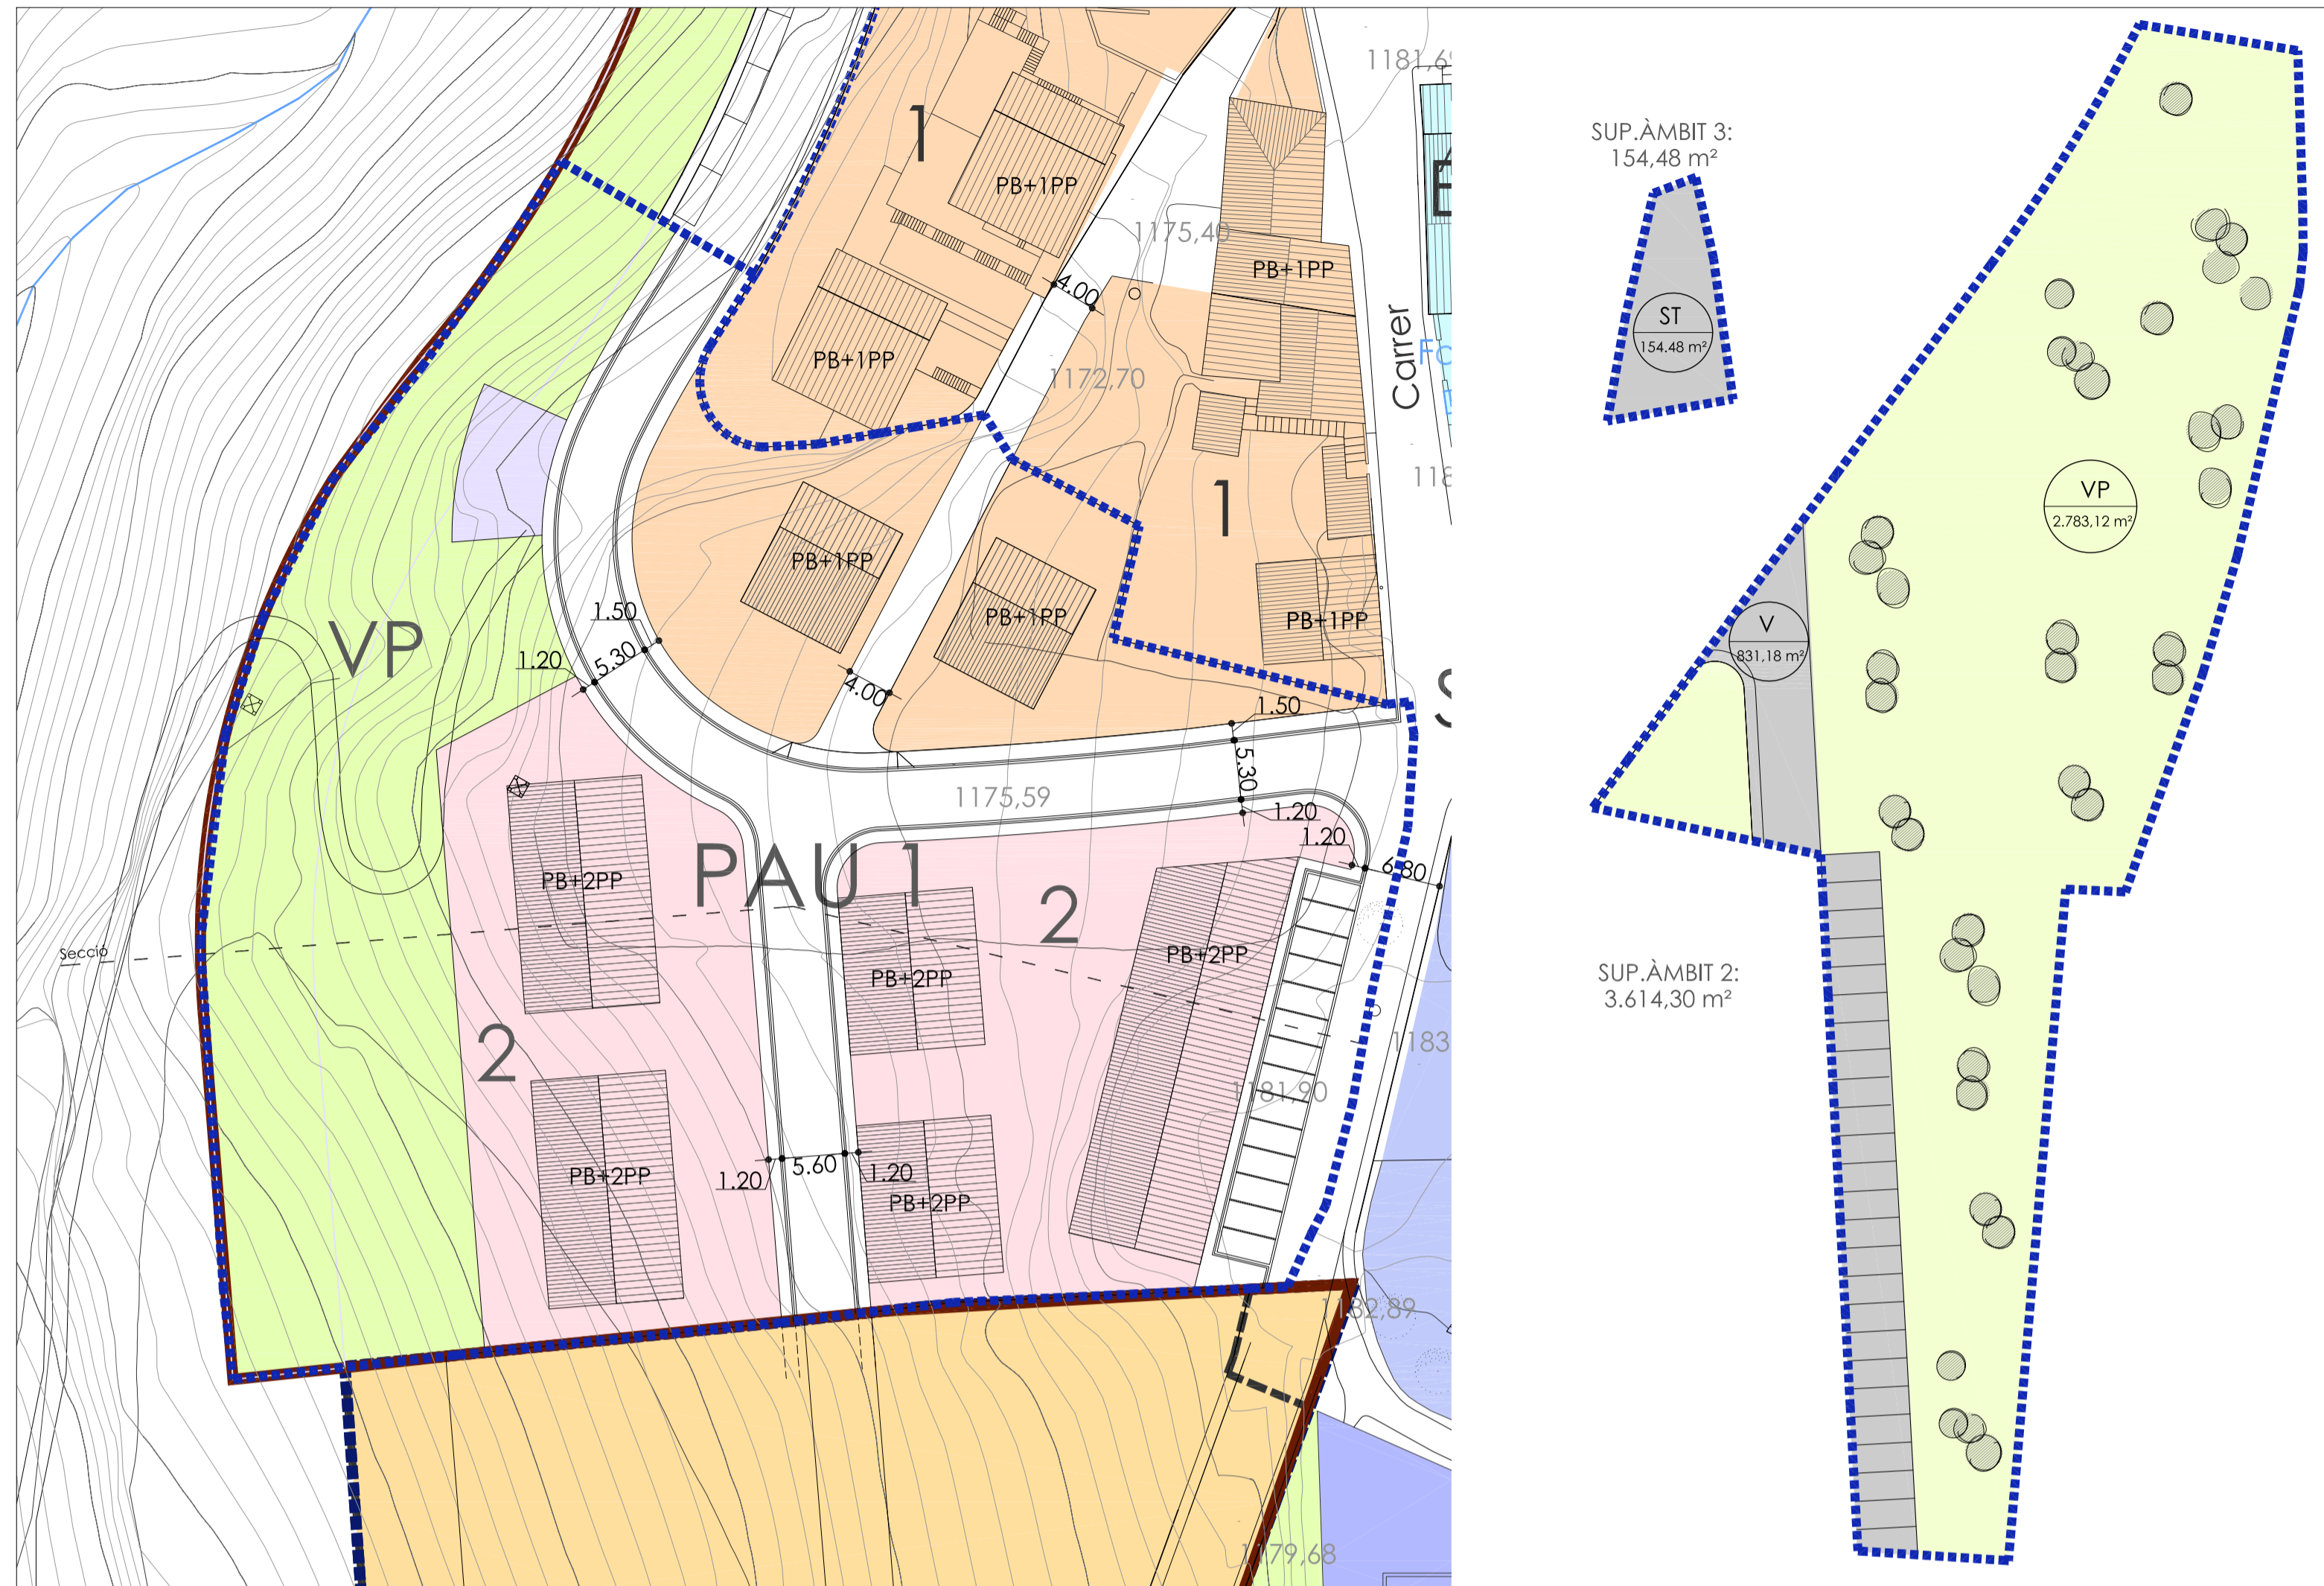 1181,6
SUP.ÀMBIT 3:
154,48 m²
1
PB+1PP
1175,40
PB+1PP
4.00
ST
154.48 m²
Carrer
PB+1PP
1172,70
118
1
VP
2.783,12 m²
PB+1PP
1.50
PB+1PP
PB+1PP
V
831,18 m²
VP
1.20
5.30
4.00
1.50
5.30
1175,59
1.20
1.20
PAU 1
6.80
PB+2PP
2
PB+2PP
Secció
PB+2PP
SUP.ÀMBIT 2:
3.614,30 m²
2
1183
1181,90
PB+2PP
1.20
5.60
1.20
PB+2PP
1182,89
1179,68